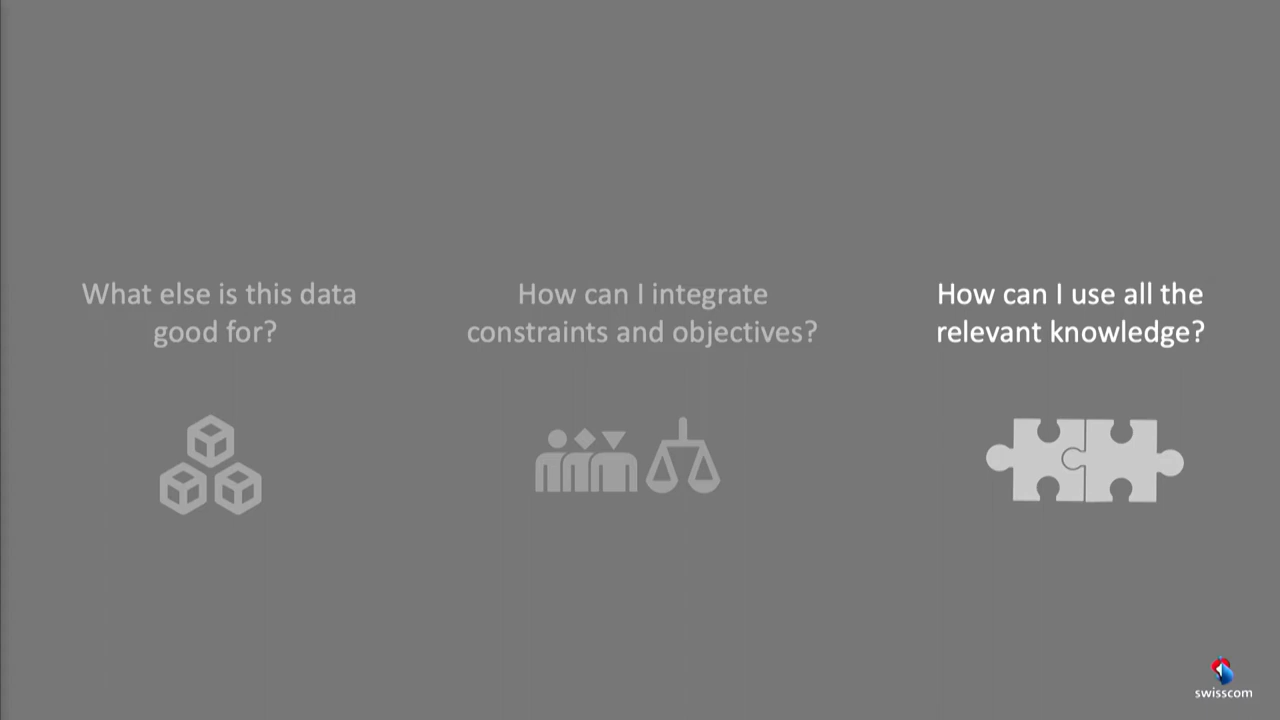 What else is this data
good for?
How can I integrate
constraints and objectives?
How can I use all the
relevant knowledge?
swisscom